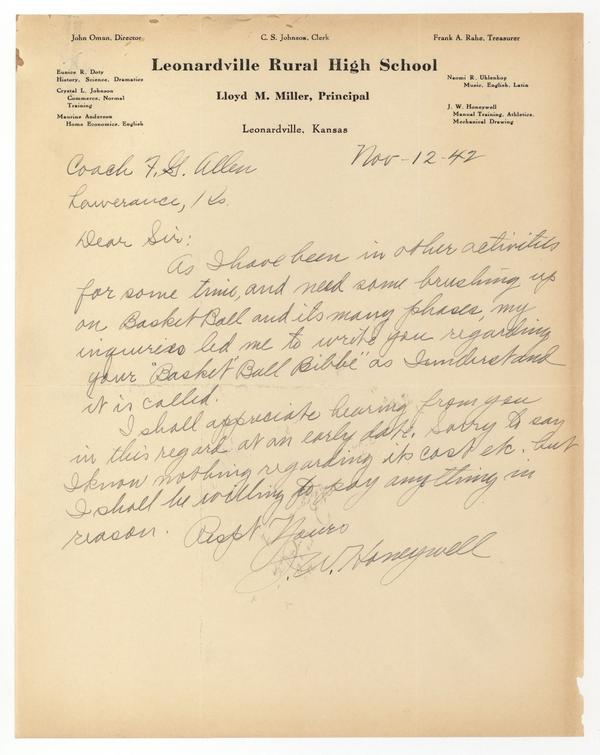 John Oman, Director
C. S. Johnson, Clerk
Frank A. Rahe, Treasurer
Leonardville Rural High School
Lloyd M. Miller, Principal
Leonardville, Kansas
Eunice R. Doty
History, Science, Dramatics
Crystal L. Johnson
Commerce, Normal
Training
Maurine Anderson
Home Economics, English
Naomi R. Uhlenhop
Music, English, Latin
J. W. Honeywell
Manual Training, Athletics,
Mechanical Drawing
Nov-12-42
Coach F. G. Allen
Lawerance, Ks.
Dear Sir:
As I have been in other activities
for some time, and need some brushing up
on Basket Ball and its many phases, my
inquiries led me to write you regarding
your "Basket Ball Bibbe" as I understand
it is called.
I shall appreciate hearing from you
in this regard at an early date. Sorry to say
I know nothing regarding its cost etc. but
I shall be willing to pay anything in
reason.
Respt Yours
J. W. Honeywell